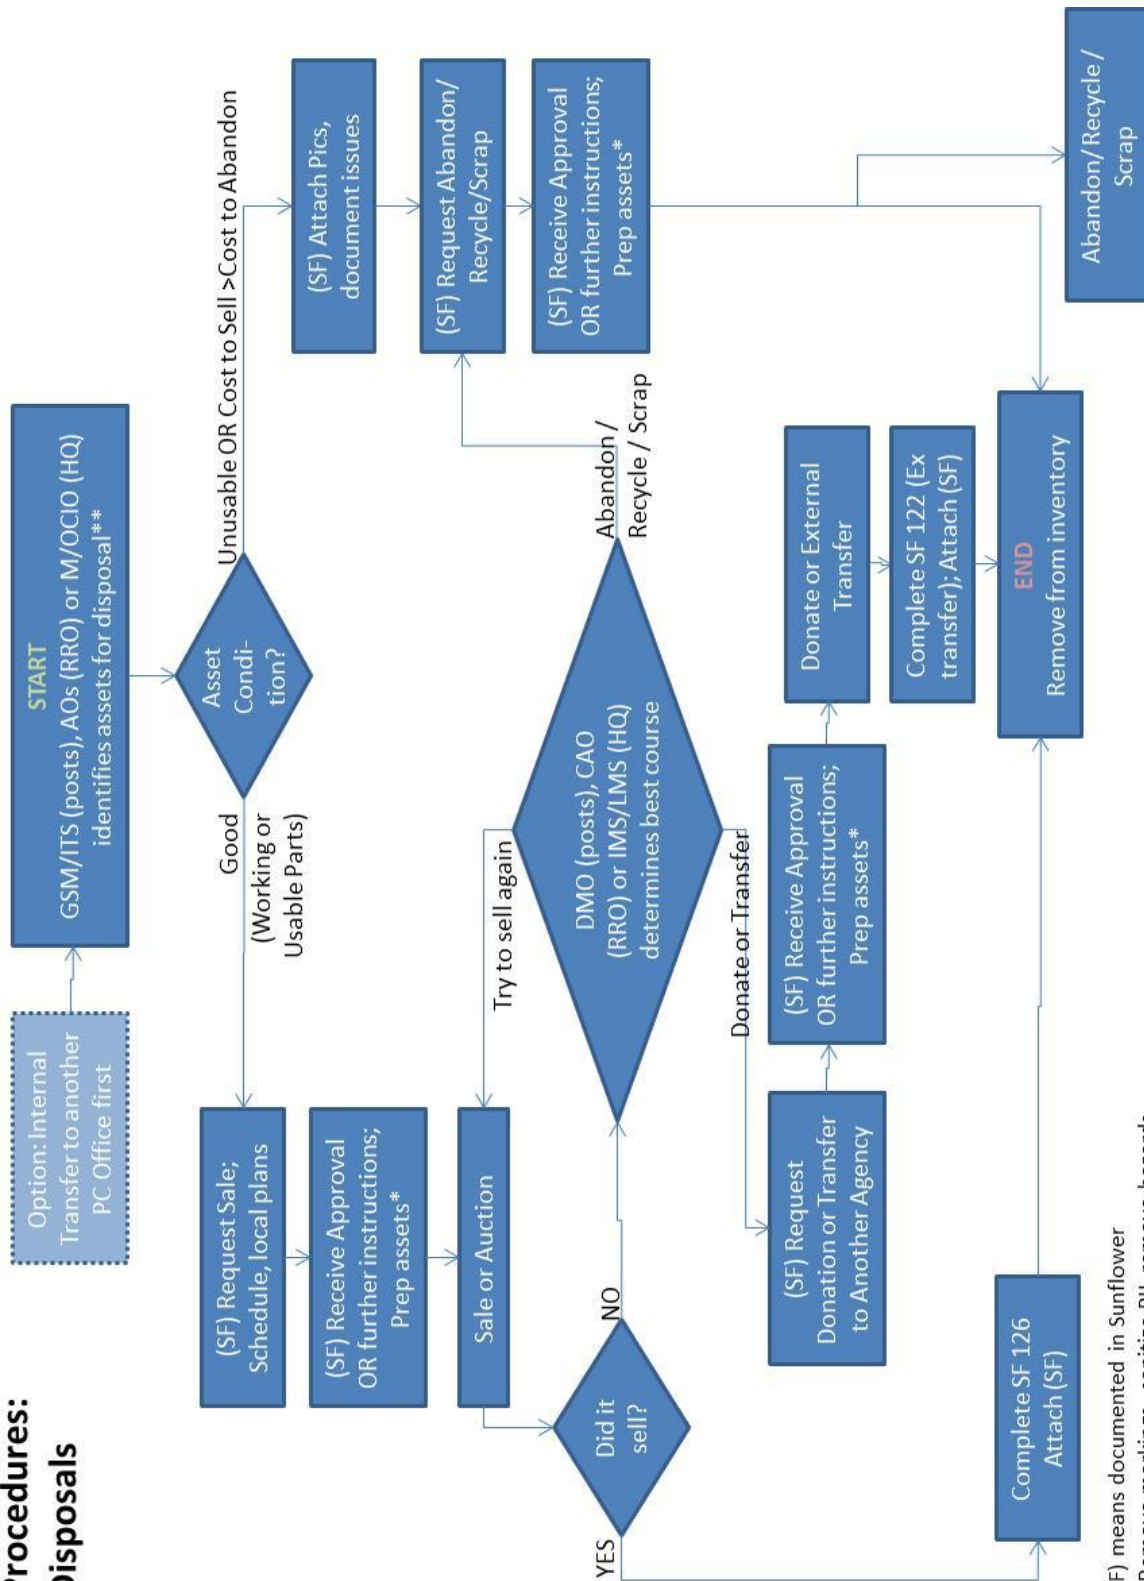 Procedures:
Disposals
Option: Internal
Transfer to another
PC Office first
START
GSM/ITS (posts), AOs (RRO) or M/OCIO (HQ)
identifies assets for disposal**
Asset
Condi-
tion?
Good
(Working or
Usable Parts)
Unusable OR Cost to Sell >Cost to Abandon
(SF) Request Sale;
Schedule, local plans
(SF) Receive Approval
OR further instructions;
Prep assets*
Sale or Auction
Did it
sell?
YES
NO
Try to sell again
DMO (posts), CAO
(RRO) or IMS/LMS (HQ)
determines best course
Abandon /
Recycle / Scrap
(SF) Attach Pics,
document issues
(SF) Request Abandon/
Recycle/Scrap
(SF) Receive Approval
OR further instructions;
Prep assets*
Donate or Transfer
(SF) Request
Donation or Transfer
to Another Agency
(SF) Receive Approval
OR further instructions;
Prep assets*
Donate or External
Transfer
Complete SF 122 (Ex
transfer); Attach (SF)
Complete SF 126
Attach (SF)
END
Remove from inventory
Abandon/ Recycle /
Scrap
F) means documented in Sunflower